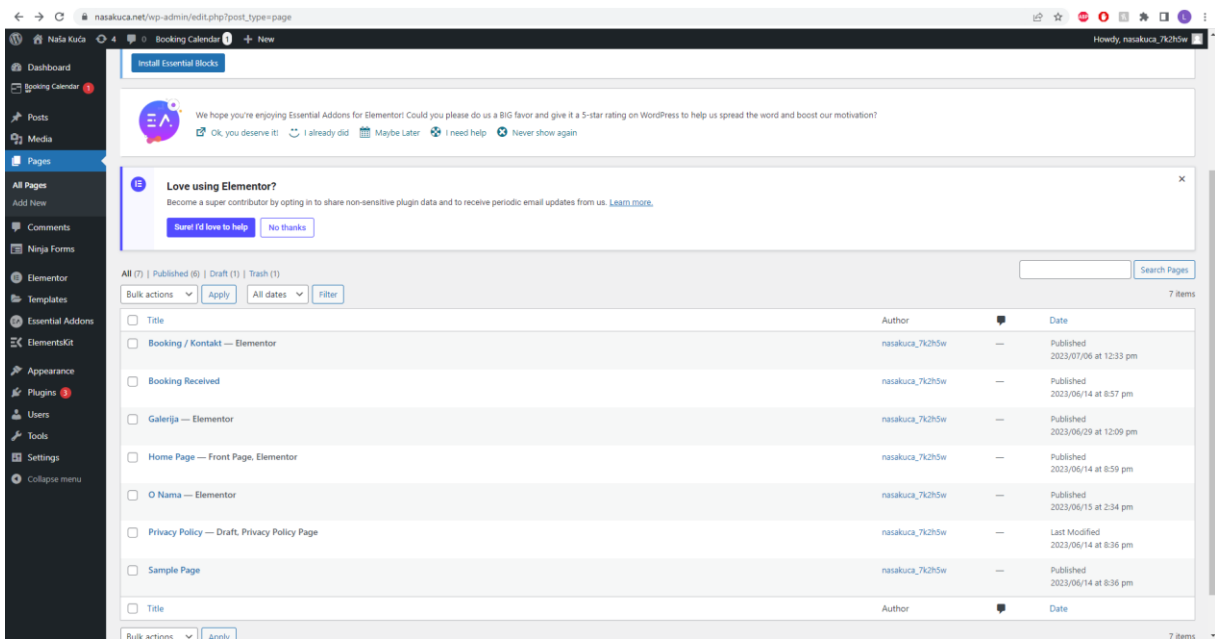 nasakuca.net/wp-admin/edit.php?post_type=page
ABP
L
Naša Kuća 4 0 Booking Calendar 1 + New
Howdy, nasakuca_7k2h5w
Dashboard
Booking Calendar 1
Posts
Media
Pages
All Pages
Add New
Comments
Ninja Forms
Elementor
Templates
Essential Addons
ElementsKit
Appearance
Plugins 3
Users
Tools
Settings
Collapse menu
Install Essential Blocks
We hope you're enjoying Essential Addons for Elementor! Could you please do us a BIG favor and give it a 5-star rating on WordPress to help us spread the word and boost our motivation?
Ok, you deserve it! I already did Maybe Later I need help Never show again
Love using Elementor?
Become a super contributor by opting in to share non-sensitive plugin data and to receive periodic email updates from us. Learn more.
Sure! I'd love to help No thanks
All (7) | Published (6) | Draft (1) | Trash (1)
Search Pages
Bulk actions Apply All dates Filter
7 items
Title Author Date
Booking / Kontakt — Elementor nasakuca_7k2h5w — Published
2023/07/06 at 12:33 pm
Booking Received nasakuca_7k2h5w — Published
2023/06/14 at 8:57 pm
Galerija — Elementor nasakuca_7k2h5w — Published
2023/06/29 at 12:09 pm
Home Page — Front Page, Elementor nasakuca_7k2h5w — Published
2023/06/14 at 8:59 pm
O Nama — Elementor nasakuca_7k2h5w — Published
2023/06/15 at 2:34 pm
Privacy Policy — Draft, Privacy Policy Page nasakuca_7k2h5w — Last Modified
2023/06/14 at 8:36 pm
Sample Page nasakuca_7k2h5w — Published
2023/06/14 at 8:36 pm
Title Author Date
Bulk actions Apply
7 items